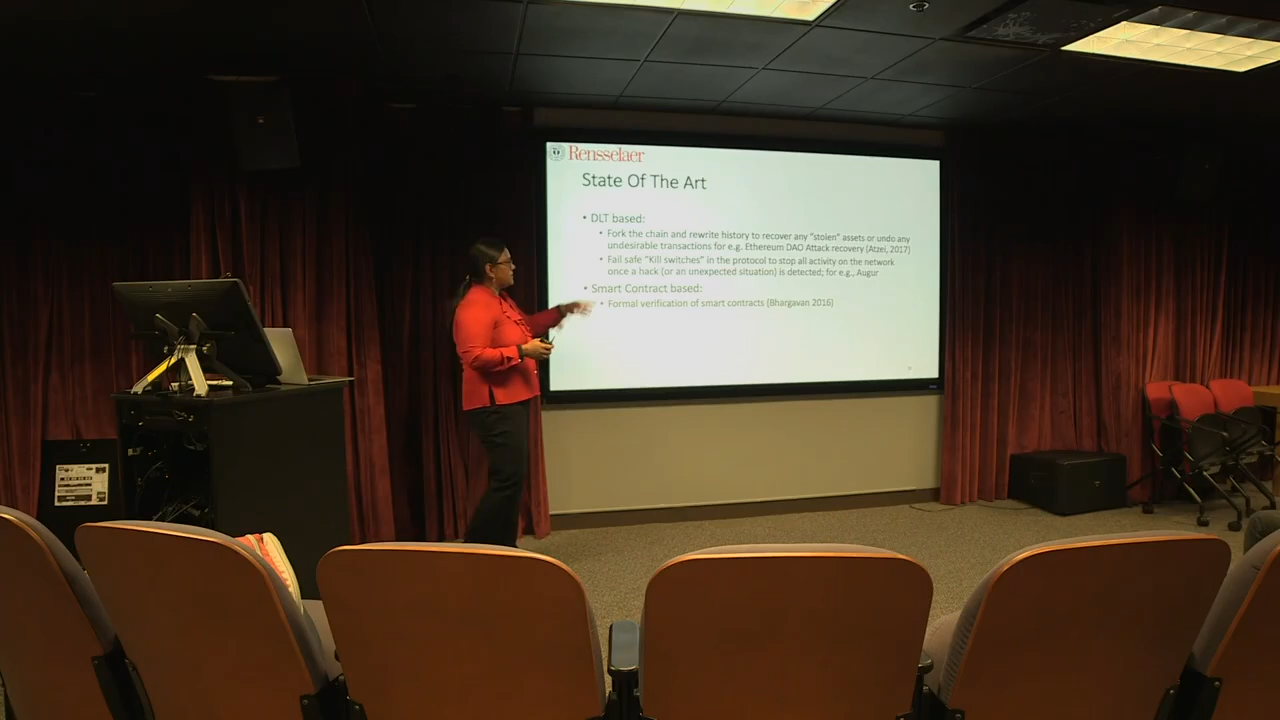 Rensselaer
State Of The Art
• DLT based:
• Fork the chain and rewrite history to recover any "stolen" assets or undo any
undesirable transactions for e.g. Ethereum DAO Attack recovery (Atzei, 2017)
• Fail safe "Kill switches" in the protocol to stop all activity on the network
once a hack (or an unexpected situation) is detected; for e.g., Augur
• Smart Contract based:
• Formal verification of smart contracts (Bhargavan 2016)